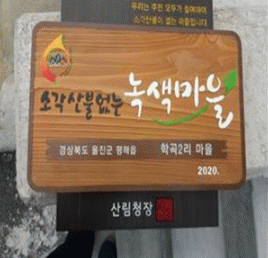 우리는 주민 모두가 참여하여
소각산불이 없는 마을입니다.
소각산불없는 녹색마을
경상북도 울진군 평해읍 학곡2리 마을
2020.
산림청장